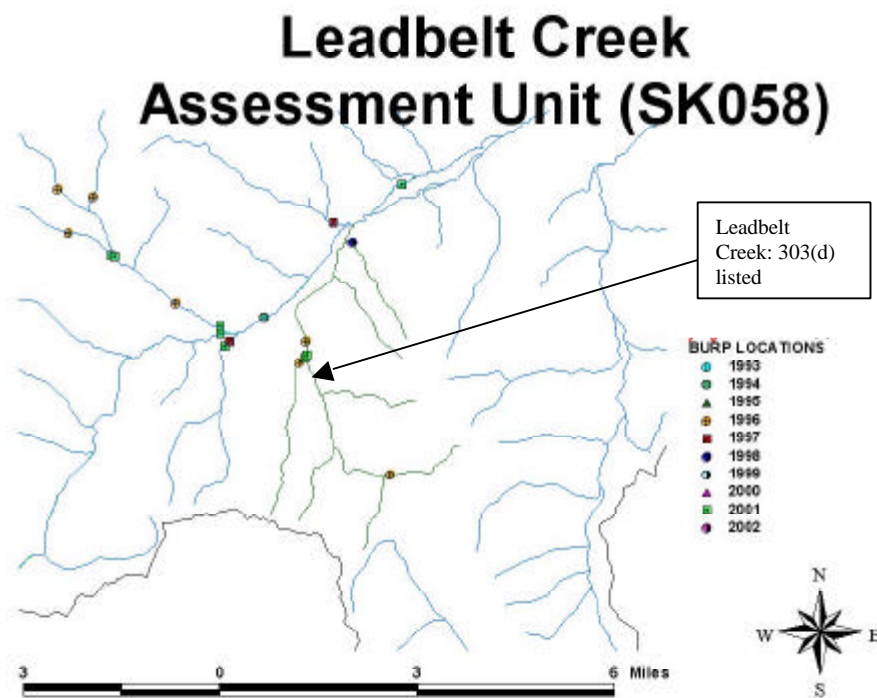 Leadbelt Creek
Assessment Unit (SK058)
Leadbelt
Creek: 303(d)
listed
BURP LOCATIONS
1993
1994
1995
1996
1997
1998
1999
2000
2001
2002
N
W E
S
3 0 3 6 Miles